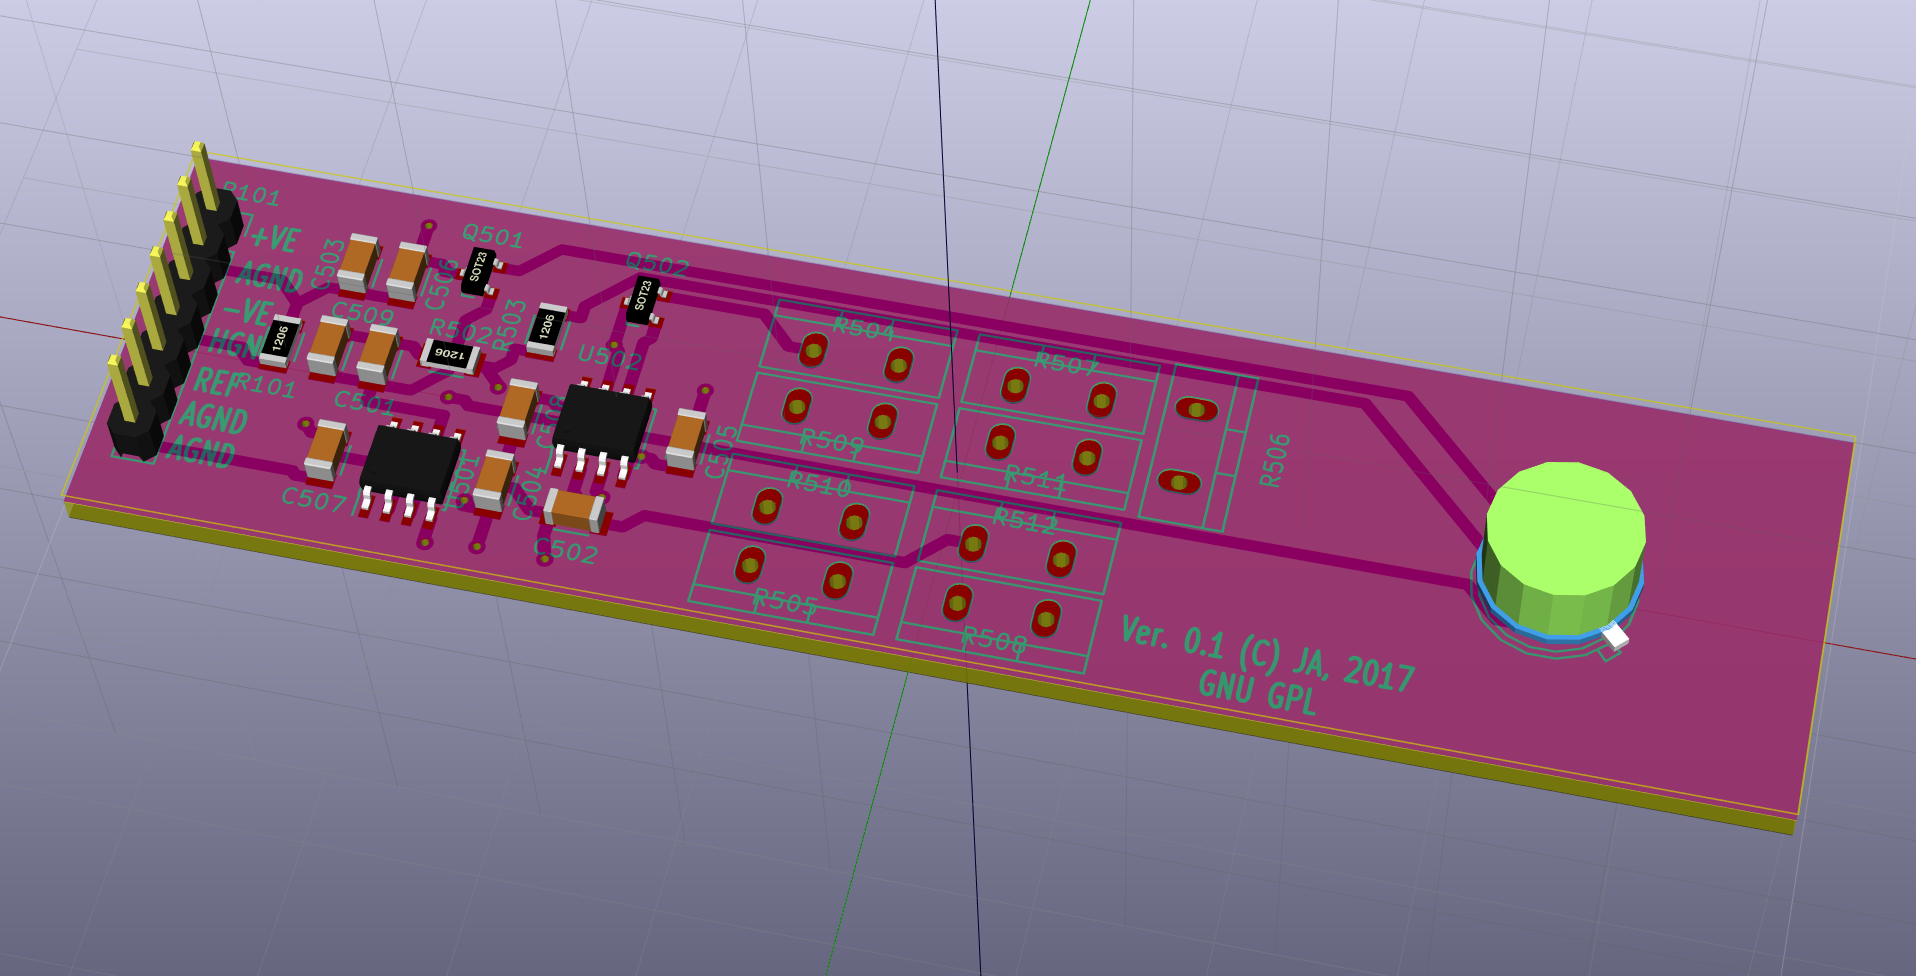 P101
+VE
AGND
-VE
HGN
REF
AGND
AGND
C503
C506
Q501
SOT23
Q502
SOT23
C509
R502
R503
1206
1206
1206
R101
C501
U502
C505
C507
C504
C502
R504
R507
R509
R511
R506
R510
R512
R505
R508
Ver. 0.1 (C) JA, 2017
GNU GPL